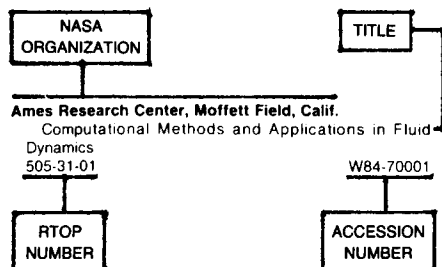 NASA
ORGANIZATION
TITLE
Ames Research Center, Moffett Field, Calif.
Computational Methods and Applications in Fluid
Dynamics
505-31-01
W84-70001
RTOP
NUMBER
ACCESSION
NUMBER